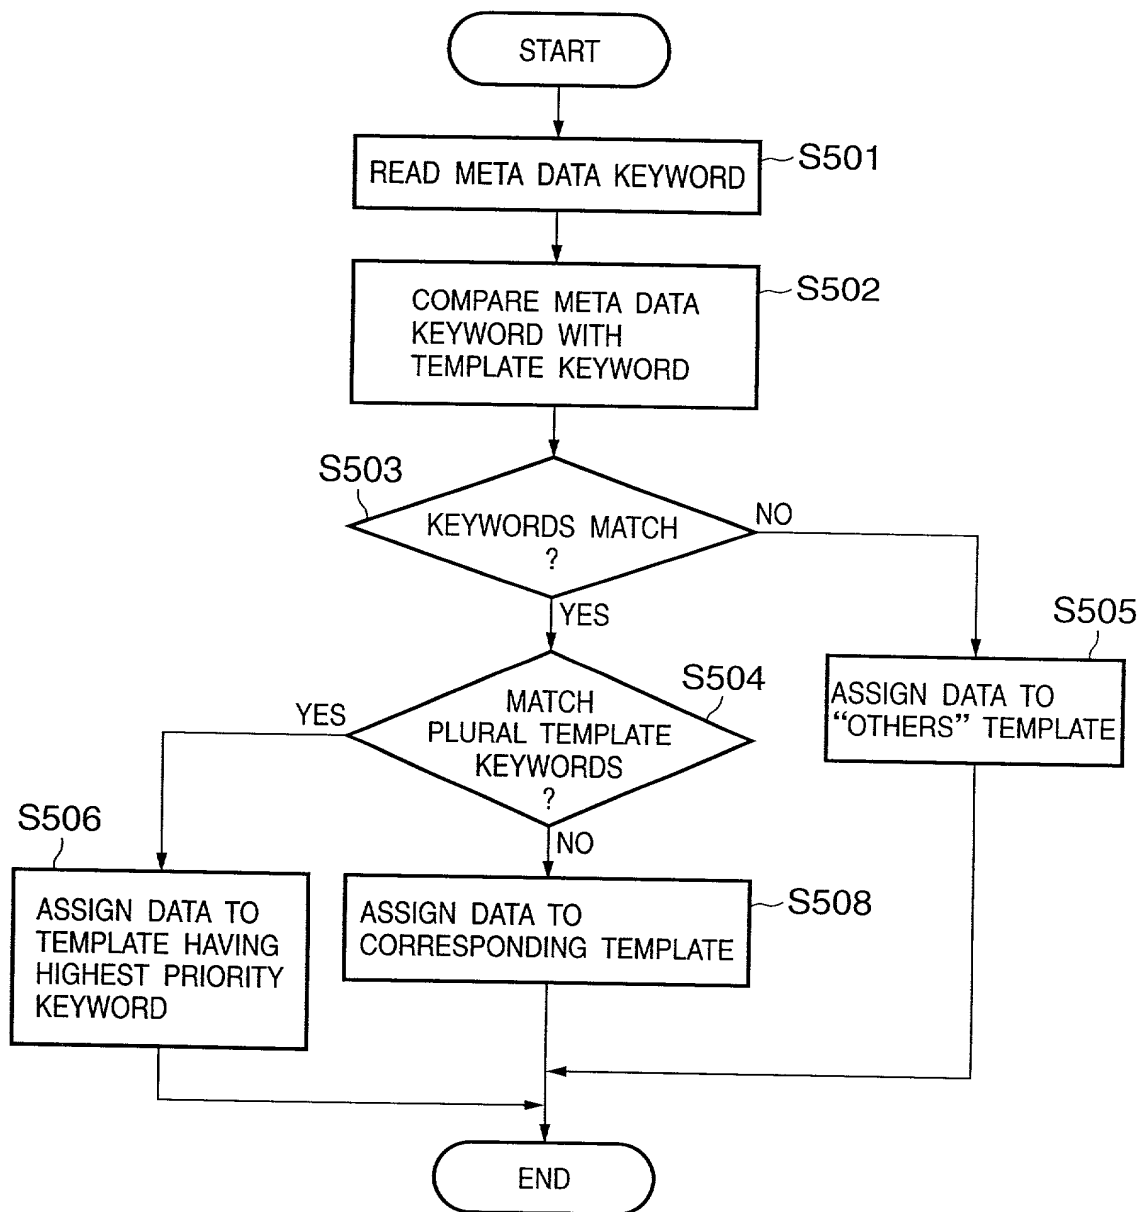 START
READ META DATA KEYWORD
S501
COMPARE META DATA
KEYWORD WITH
TEMPLATE KEYWORD
S502
S503
KEYWORDS MATCH
?
NO
YES
S505
ASSIGN DATA TO
“OTHERS” TEMPLATE
S504
MATCH
PLURAL TEMPLATE
KEYWORDS
?
YES
NO
S506
ASSIGN DATA TO
TEMPLATE HAVING
HIGHEST PRIORITY
KEYWORD
ASSIGN DATA TO
CORRESPONDING TEMPLATE
S508
END